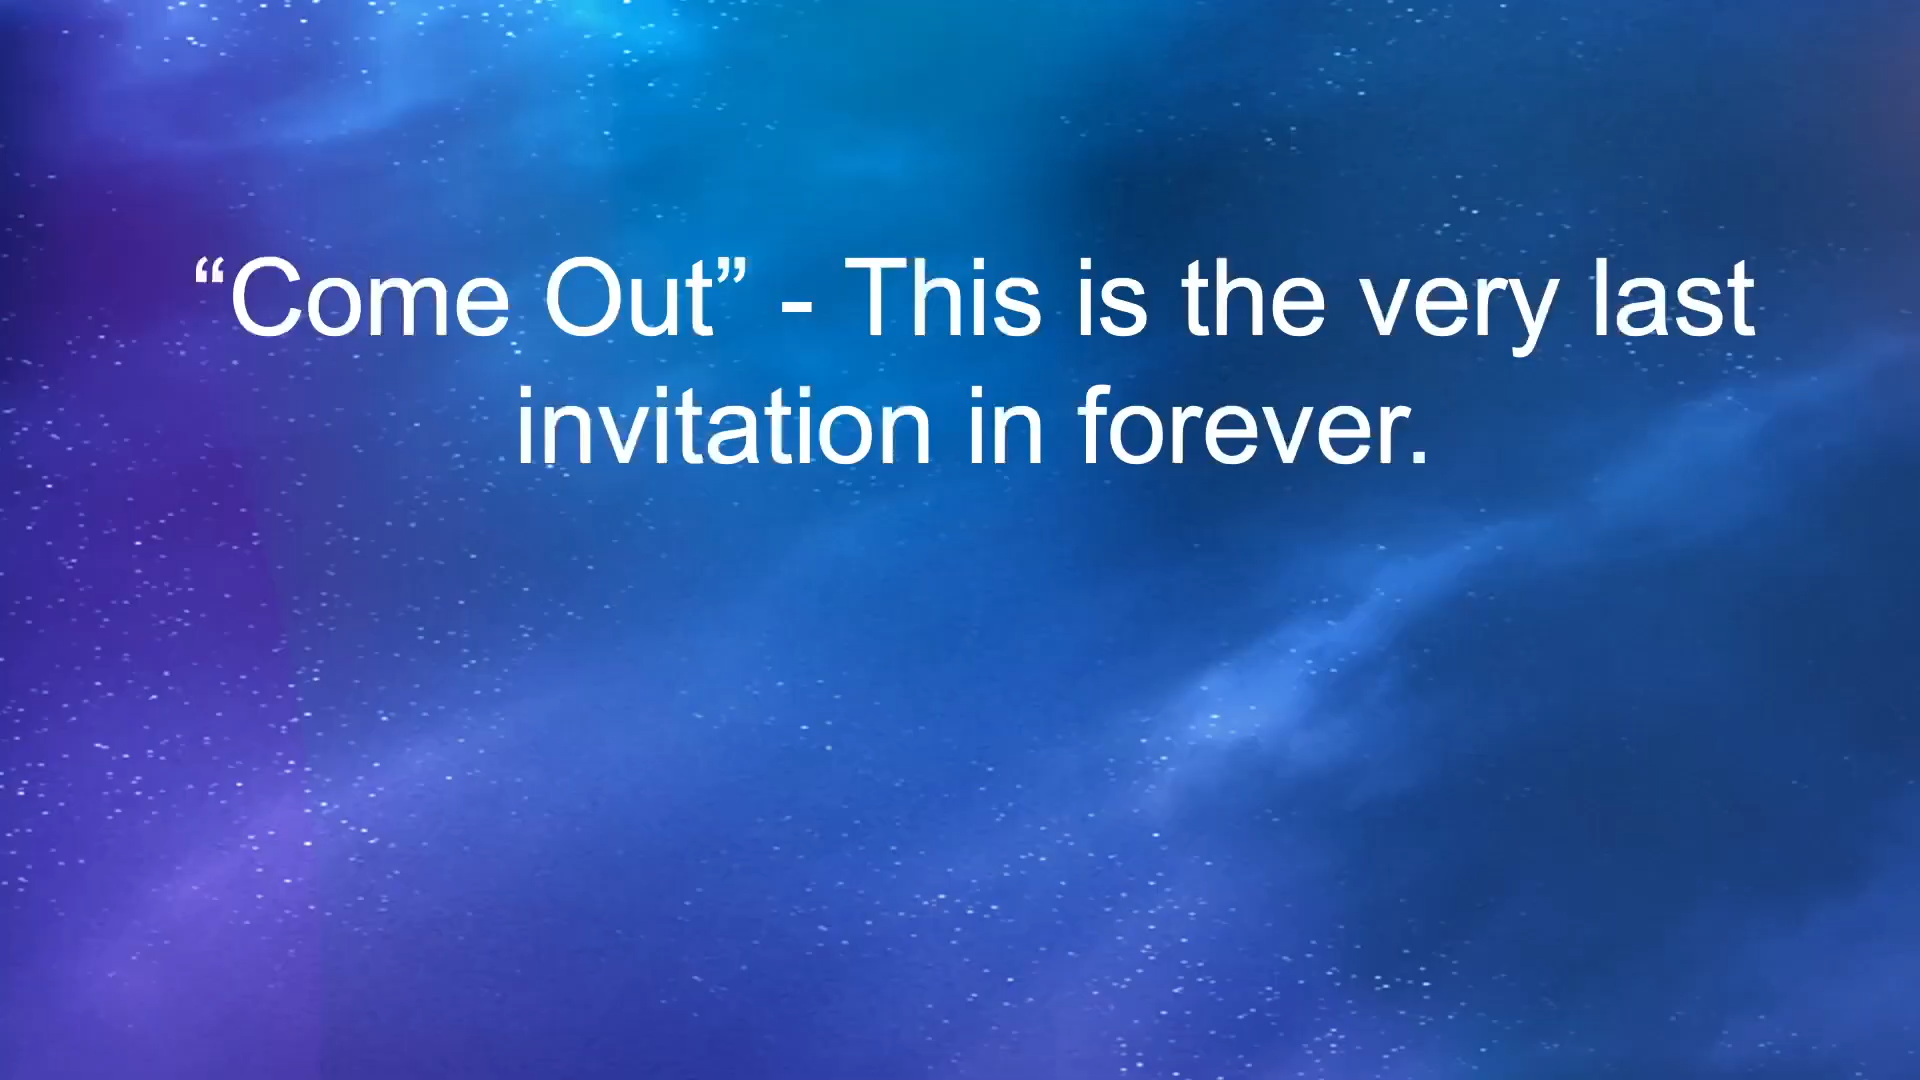 “Come Out” - This is the very last
invitation in forever.